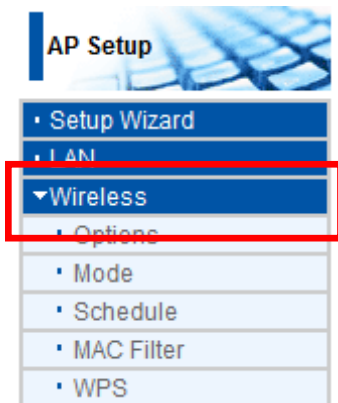 AP Setup
Setup Wizard
LAN
Wireless
Options
Mode
Schedule
MAC Filter
WPS